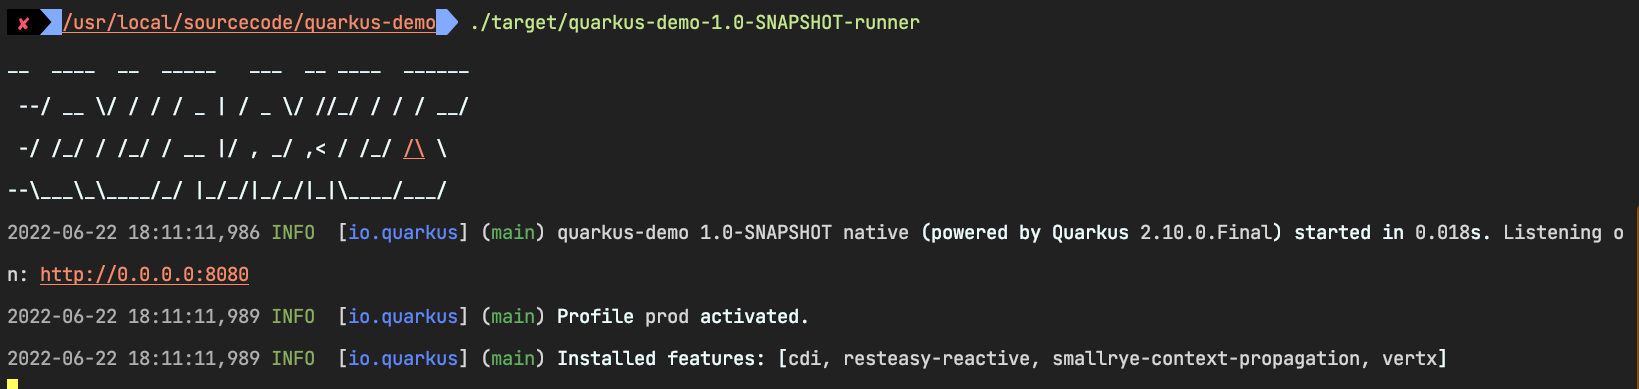 ✘ /usr/local/sourcecode/quarkus-demo ./target/quarkus-demo-1.0-SNAPSHOT-runner
__  ____  __  _____   ___  __ ____  ______
 --/ __ \/ / / / _ | / _ \/ //_/ / / / __/
 -/ /_/ / /_/ / __ |/ , _/ ,< / /_/ /\ \
--\___\_\____/_/ |_/_/|_/_/|_|\____/___/
2022-06-22 18:11:11,986 INFO  [io.quarkus] (main) quarkus-demo 1.0-SNAPSHOT native (powered by Quarkus 2.10.0.Final) started in 0.018s. Listening o
n: http://0.0.0.0:8080
2022-06-22 18:11:11,989 INFO  [io.quarkus] (main) Profile prod activated.
2022-06-22 18:11:11,989 INFO  [io.quarkus] (main) Installed features: [cdi, resteasy-reactive, smallrye-context-propagation, vertx]